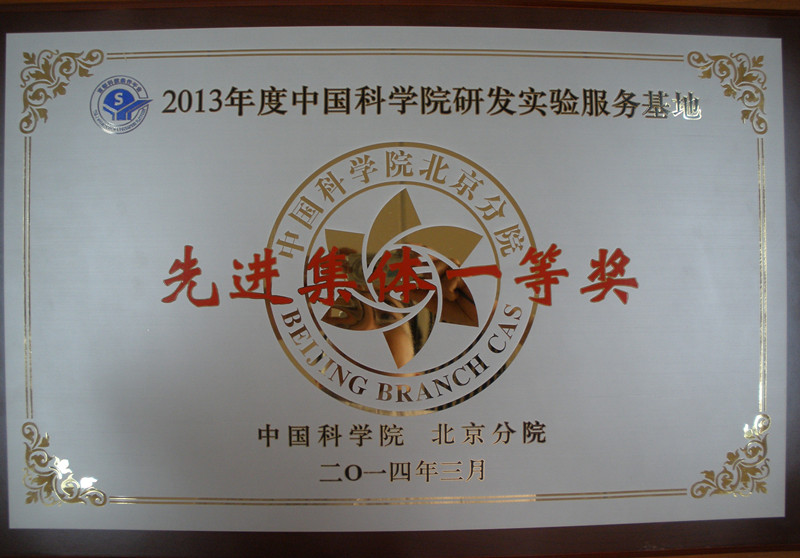 2013年度中国科学院研发实验服务基地
中国科学院北京分院
先进集体一等奖
BEIJING BRANCH CAS
中国科学院 北京分院
二O一四年三月